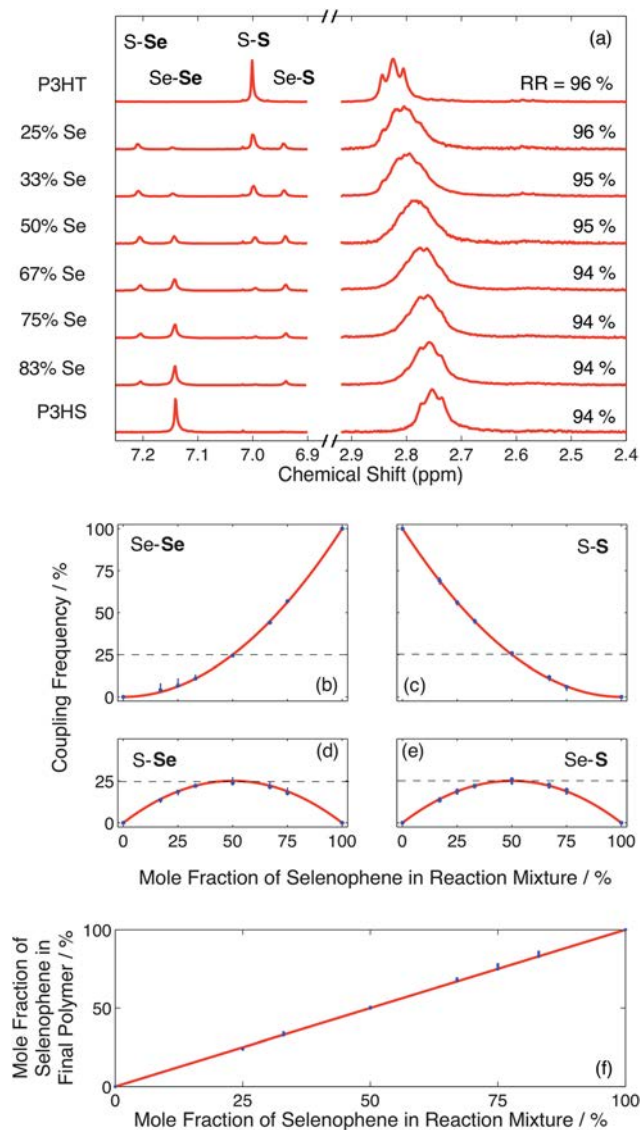 S-Se
S-S
(a)
Se-Se
Se-S
P3HT
RR = 96 %
25% Se
96 %
33% Se
95 %
50% Se
95 %
67% Se
94 %
75% Se
94 %
83% Se
94 %
P3HS
94 %
7.2
7.1
7.0
6.9
2.9
2.8
2.7
2.6
2.5
2.4
Chemical Shift (ppm)
Coupling Frequency / %
100
75
50
25
0
Se-Se
(b)
S-S
(c)
25
0
S-Se
(d)
(e)
Se-S
0
25
50
75
100
0
25
50
75
100
Mole Fraction of Selenophene in Reaction Mixture / %
Mole Fraction of
Selenophene in
Final Polymer / %
100
50
0
(f)
0
25
50
75
100
Mole Fraction of Selenophene in Reaction Mixture / %